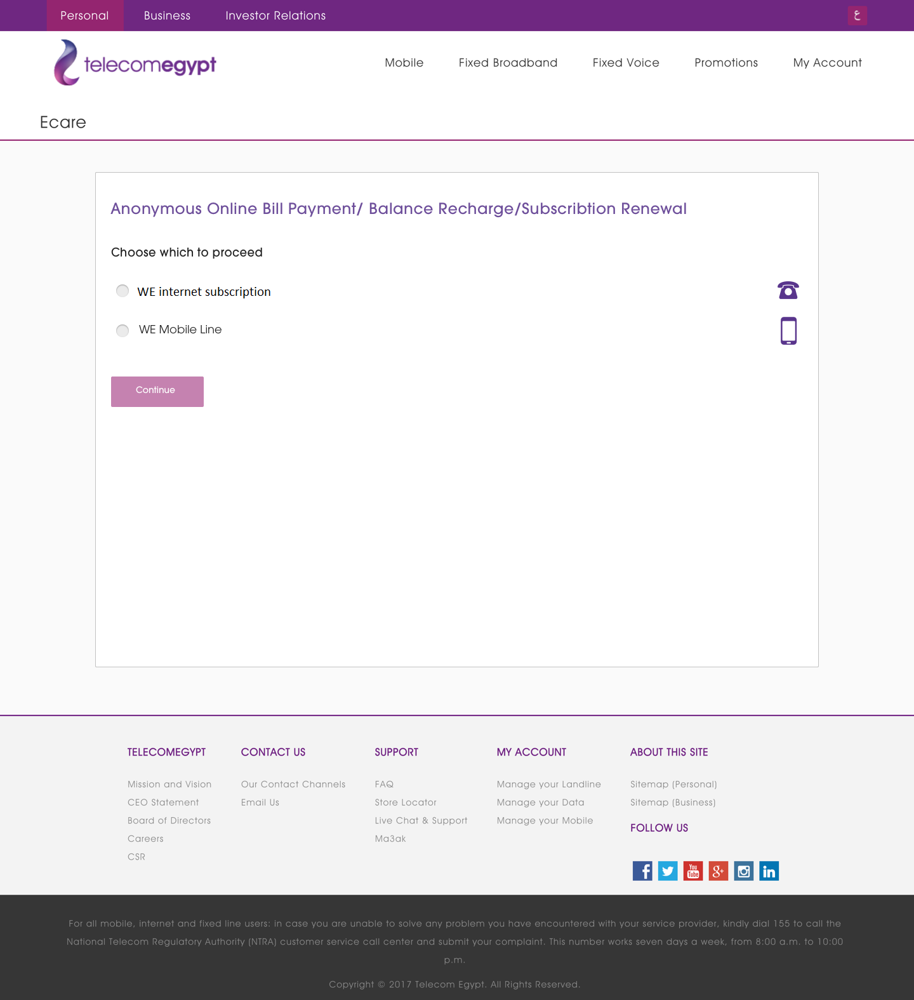 Personal Business Investor Relations ع
telecomegypt
Mobile Fixed Broadband Fixed Voice Promotions My Account
Ecare
Anonymous Online Bill Payment/ Balance Recharge/Subscribtion Renewal
Choose which to proceed
WE internet subscription
WE Mobile Line
Continue
TELECOMEGYPT
Mission and Vision
CEO Statement
Board of Directors
Careers
CSR
CONTACT US
Our Contact Channels
Email Us
SUPPORT
FAQ
Store Locator
Live Chat & Support
Ma3ak
MY ACCOUNT
Manage your Landline
Manage your Data
Manage your Mobile
ABOUT THIS SITE
Sitemap (Personal)
Sitemap (Business)
FOLLOW US
f You Tube g+ in
For all mobile, internet and fixed line users: in case you are unable to solve any problem you have encountered with your service provider, kindly dial 155 to call the
National Telecom Regulatory Authority (NTRA) customer service call center and submit your complaint. This number works seven days a week, from 8:00 a.m. to 10:00
p.m.
Copyright © 2017 Telecom Egypt. All Rights Reserved.